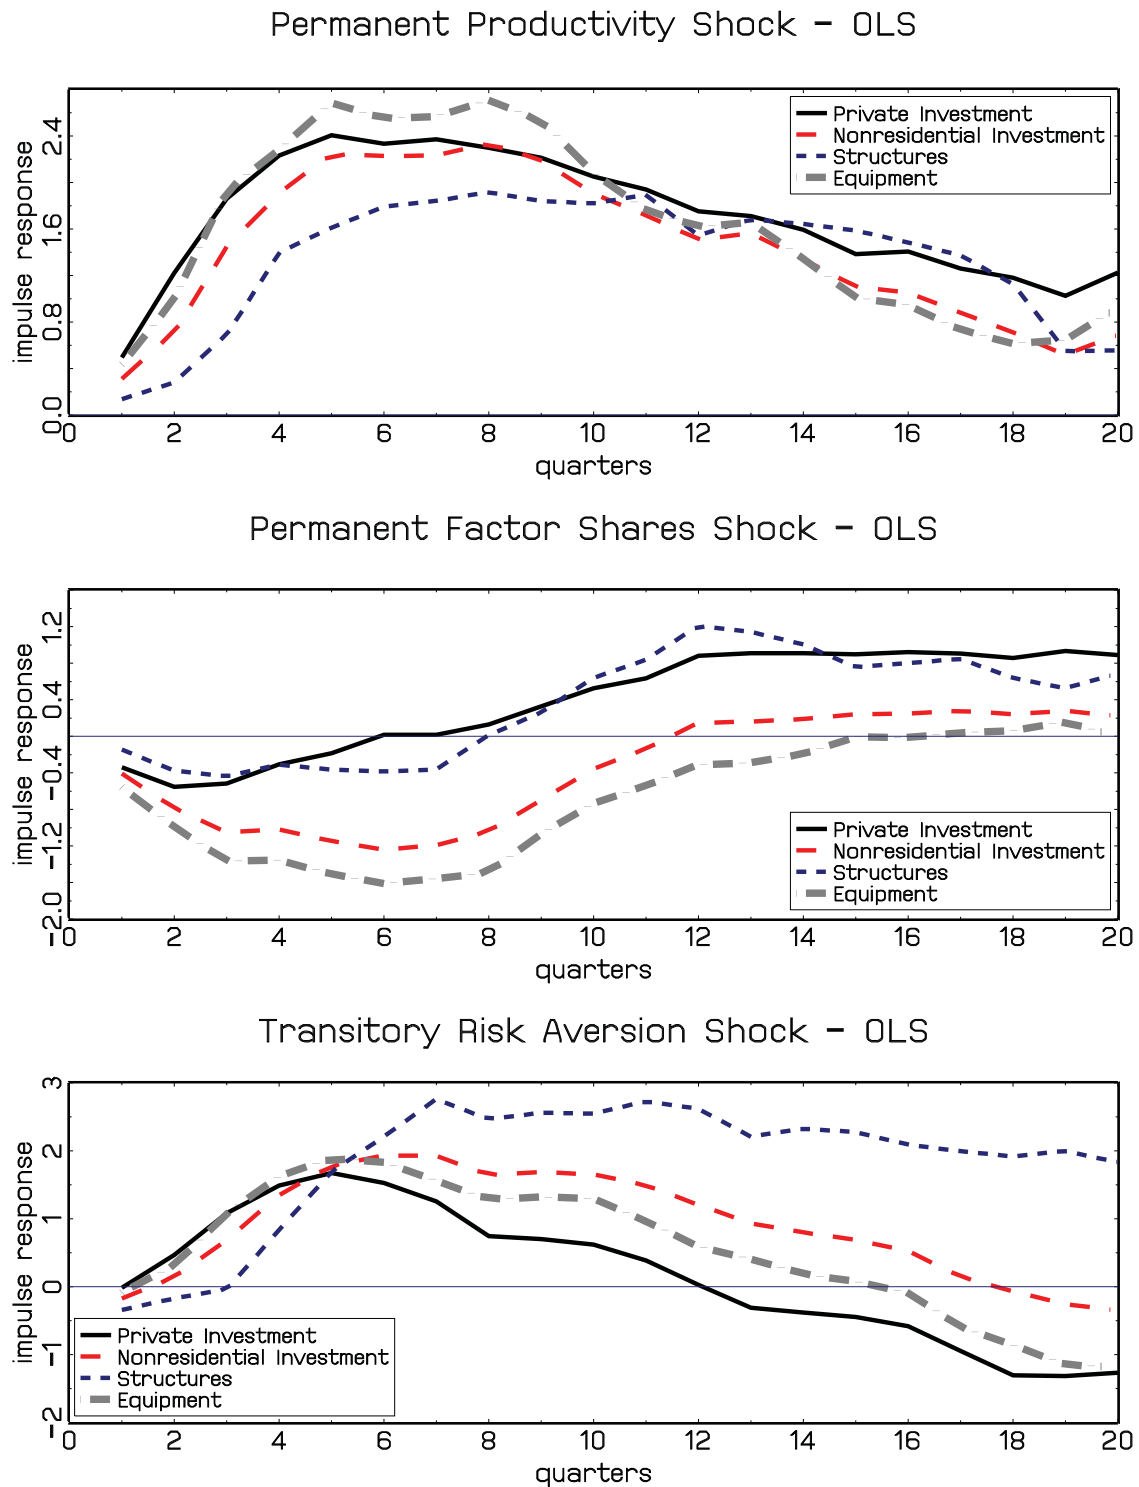 Permanent Productivity Shock - OLS
impulse response
0.0 0.8 1.6 2.4
Private Investment
Nonresidential Investment
Structures
Equipment
0 2 4 6 8 10 12 14 16 18 20
quarters
Permanent Factor Shares Shock - OLS
impulse response
-2.0 -1.2 -0.4 0.4 1.2
Private Investment
Nonresidential Investment
Structures
Equipment
0 2 4 6 8 10 12 14 16 18 20
quarters
Transitory Risk Aversion Shock - OLS
impulse response
-2 -1 0 1 2 3
Private Investment
Nonresidential Investment
Structures
Equipment
0 2 4 6 8 10 12 14 16 18 20
quarters